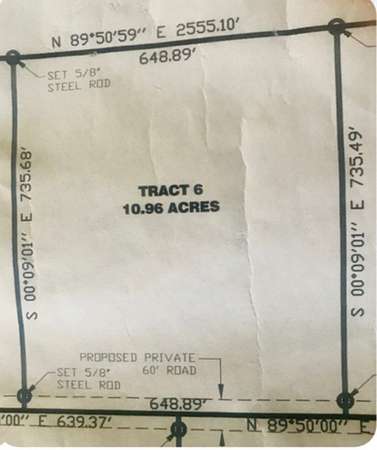 N 89°50'59" E 2555.10'
648.89'
SET 5/8"
STEEL ROD
S 00°09'01" E 735.68'
S 00°09'01" E 735.49'
TRACT 6
10.96 ACRES
PROPOSED PRIVATE
60' ROAD
SET 5/8"
STEEL ROD
648.89'
'00" E 639.37'
N 89°50'00" E